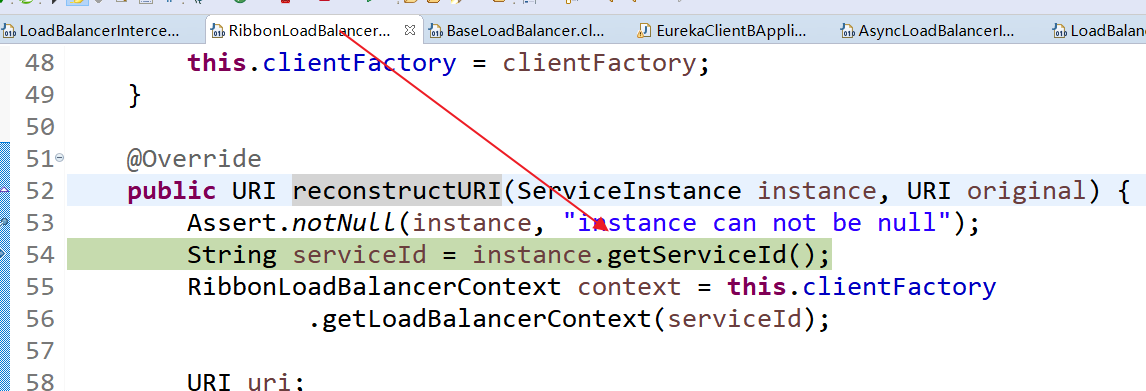 LoadBalancerInterce... RibbonLoadBalancer... BaseLoadBalancer.cl... EurekaClientBAppli... AsyncLoadBalancerI... LoadBalan
48 this.clientFactory = clientFactory;
49 }
50
51 @Override
52 public URI reconstructURI(ServiceInstance instance, URI original) {
53 Assert.notNull(instance, "instance can not be null");
54 String serviceId = instance.getServiceId();
55 RibbonLoadBalancerContext context = this.clientFactory
56 .getLoadBalancerContext(serviceId);
57
58 URI uri;